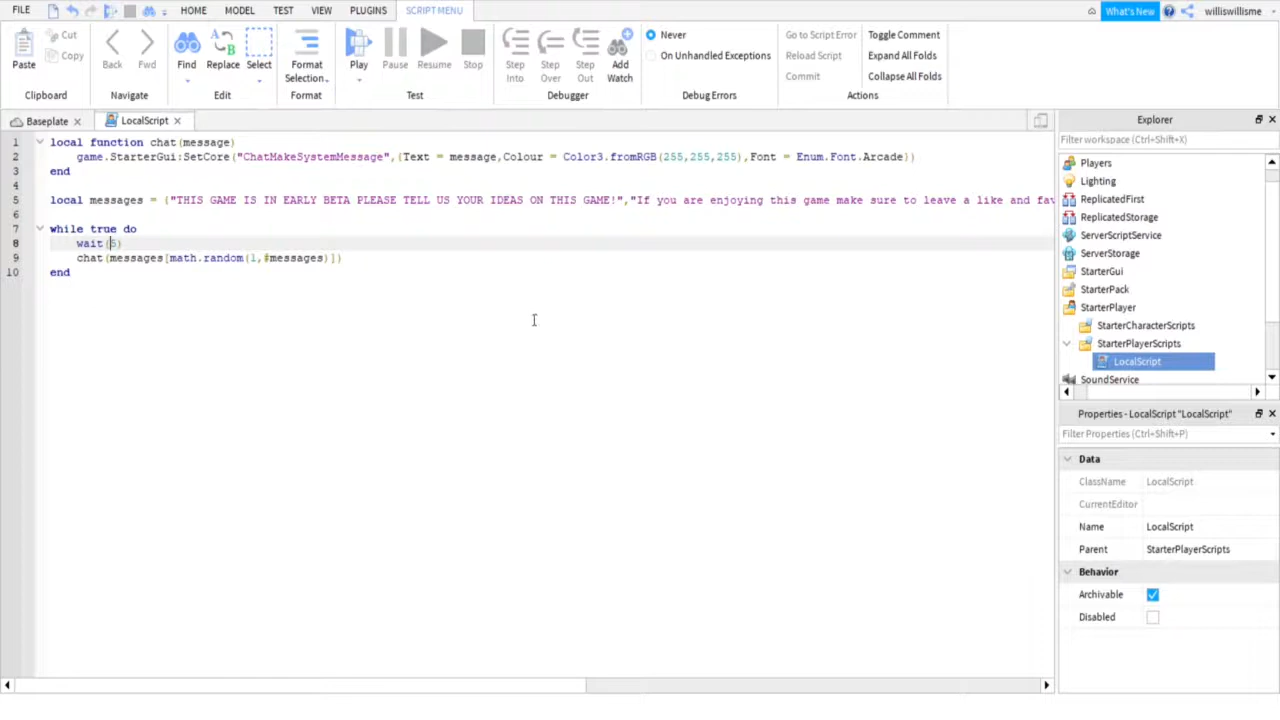 FILE HOME MODEL TEST VIEW PLUGINS SCRIPT MENU What's New williswillisme
Paste Cut Copy Back Fwd Find Replace Select Format Selection Play Pause Resume Stop Step Into Step Over Step Out Add Watch Never On Unhandled Exceptions Go to Script Error Reload Script Commit Toggle Comment Expand All Folds Collapse All Folds
Clipboard Navigate Edit Format Test Debugger Debug Errors Actions
Baseplate LocalScript
1 local function chat(message)
2 game.StarterGui:SetCore("ChatMakeSystemMessage",{Text = message,Colour = Color3.fromRGB(255,255,255),Font = Enum.Font.Arcade})
3 end
4
5 local messages = {"THIS GAME IS IN EARLY BETA PLEASE TELL US YOUR IDEAS ON THIS GAME!","If you are enjoying this game make sure to leave a like and fav
6
7 while true do
8 wait(5)
9 chat(messages[math.random(1,#messages)])
10 end
Explorer
Filter workspace (Ctrl+Shift+X)
Players
Lighting
ReplicatedFirst
ReplicatedStorage
ServerScriptService
ServerStorage
StarterGui
StarterPack
StarterPlayer
StarterCharacterScripts
StarterPlayerScripts
LocalScript
SoundService
Properties - LocalScript "LocalScript"
Filter Properties (Ctrl+Shift+P)
Data
ClassName LocalScript
CurrentEditor
Name LocalScript
Parent StarterPlayerScripts
Behavior
Archivable
Disabled